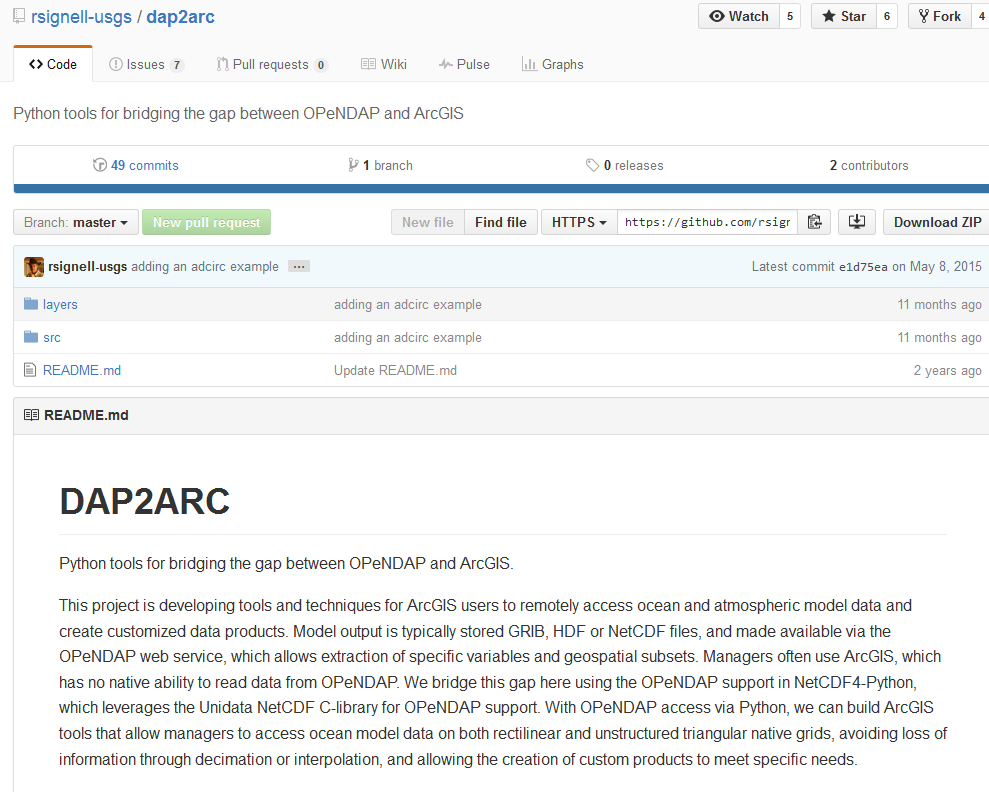 rsignell-usgs / dap2arc
Watch 5 Star 6 Fork 4
Code Issues 7 Pull requests 0 Wiki Pulse Graphs
Python tools for bridging the gap between OPeNDAP and ArcGIS
49 commits 1 branch 0 releases 2 contributors
Branch: master New pull request New file Find file HTTPS https://github.com/rsigr Download ZIP
rsignell-usgs adding an adcirc example ... Latest commit e1d75ea on May 8, 2015
layers adding an adcirc example 11 months ago
src adding an adcirc example 11 months ago
README.md Update README.md 2 years ago
README.md
DAP2ARC
Python tools for bridging the gap between OPeNDAP and ArcGIS.
This project is developing tools and techniques for ArcGIS users to remotely access ocean and atmospheric model data and
create customized data products. Model output is typically stored GRIB, HDF or NetCDF files, and made available via the
OPeNDAP web service, which allows extraction of specific variables and geospatial subsets. Managers often use ArcGIS, which
has no native ability to read data from OPeNDAP. We bridge this gap here using the OPeNDAP support in NetCDF4-Python,
which leverages the Unidata NetCDF C-library for OPeNDAP support. With OPeNDAP access via Python, we can build ArcGIS
tools that allow managers to access ocean model data on both rectilinear and unstructured triangular native grids, avoiding loss of
information through decimation or interpolation, and allowing the creation of custom products to meet specific needs.